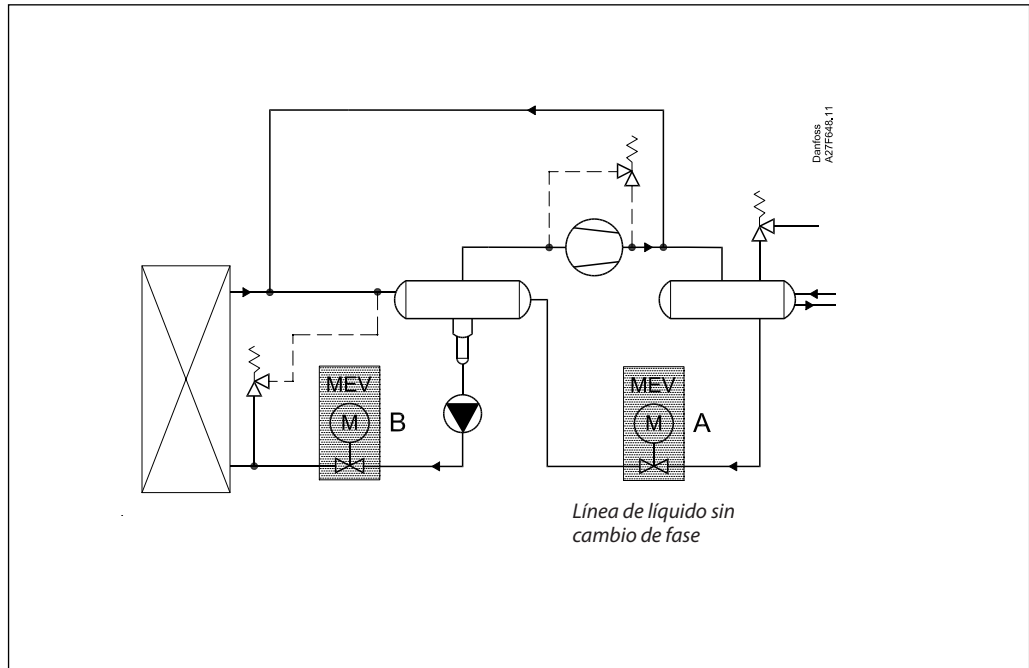 Danfoss
A27F648.11
MEV
M
B
MEV
M
A
Línea de líquido sin
cambio de fase